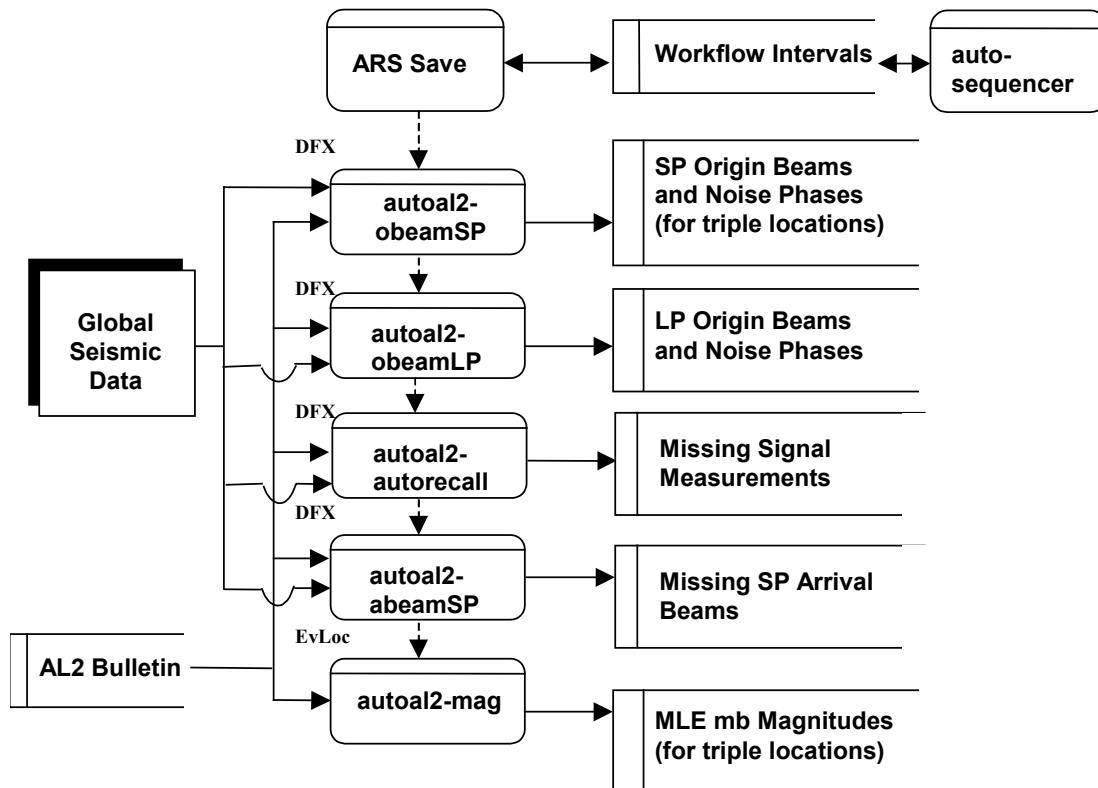 ARS Save
Workflow Intervals
auto-
sequencer
DFX
autoal2-
obeamSP
SP Origin Beams
and Noise Phases
(for triple locations)
Global
Seismic
Data
DFX
autoal2-
obeamLP
LP Origin Beams
and Noise Phases
DFX
autoal2-
autorecall
Missing Signal
Measurements
DFX
autoal2-
abeamSP
Missing SP Arrival
Beams
AL2 Bulletin
EvLoc
autoal2-mag
MLE mb Magnitudes
(for triple locations)